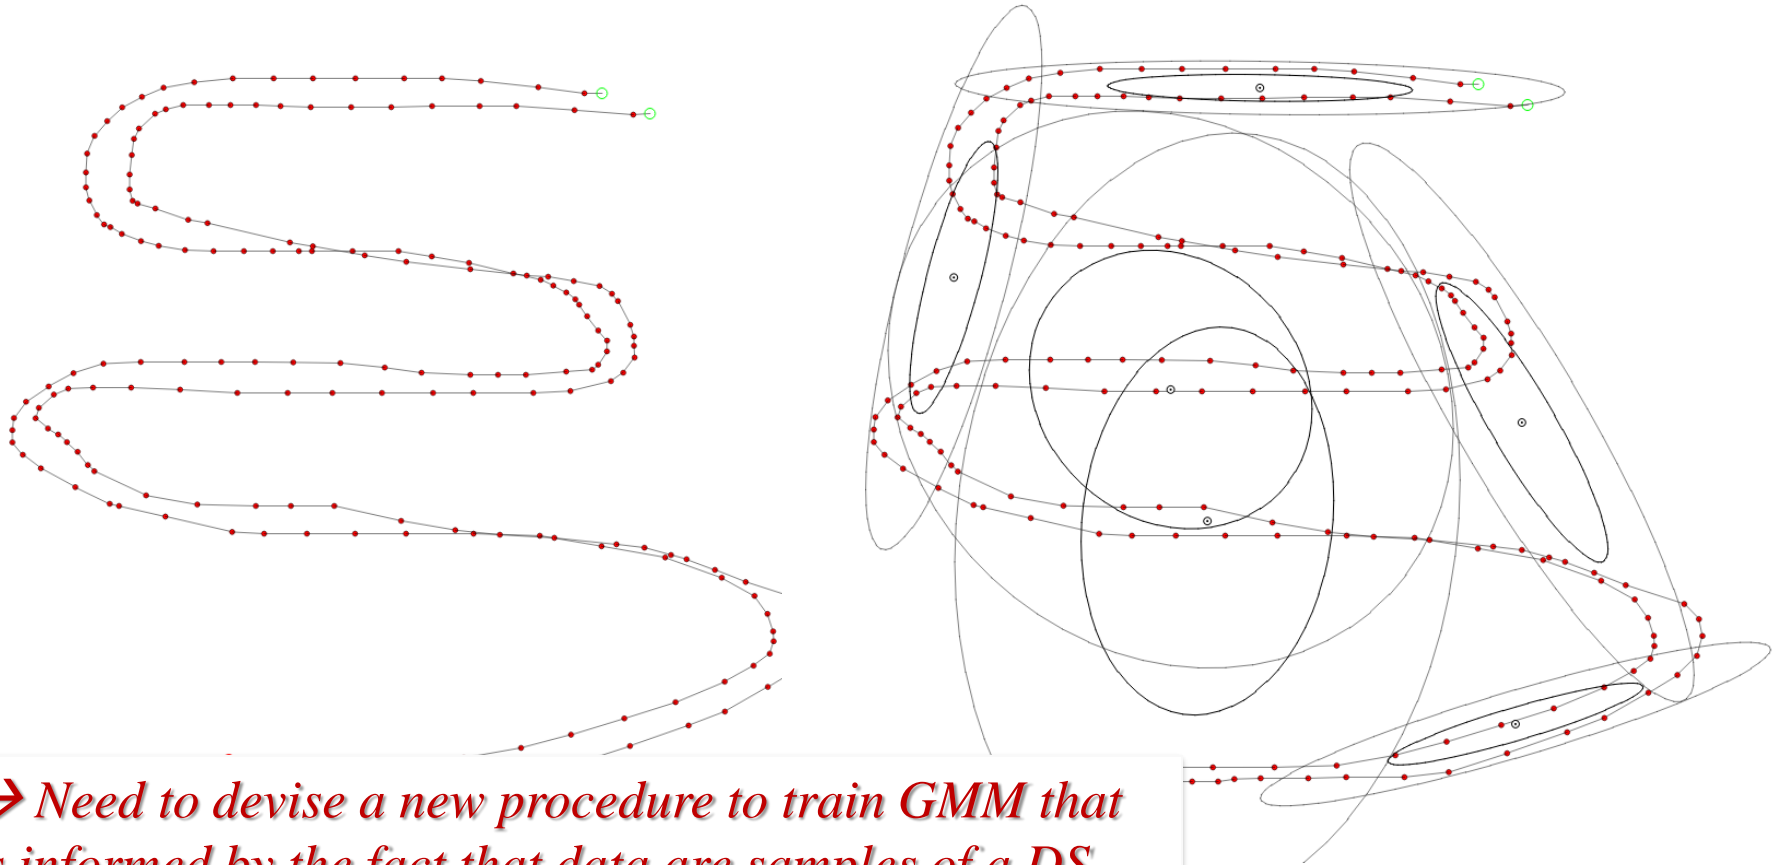 → Need to devise a new procedure to train GMM that
informed by the fact that data are samples of a DS